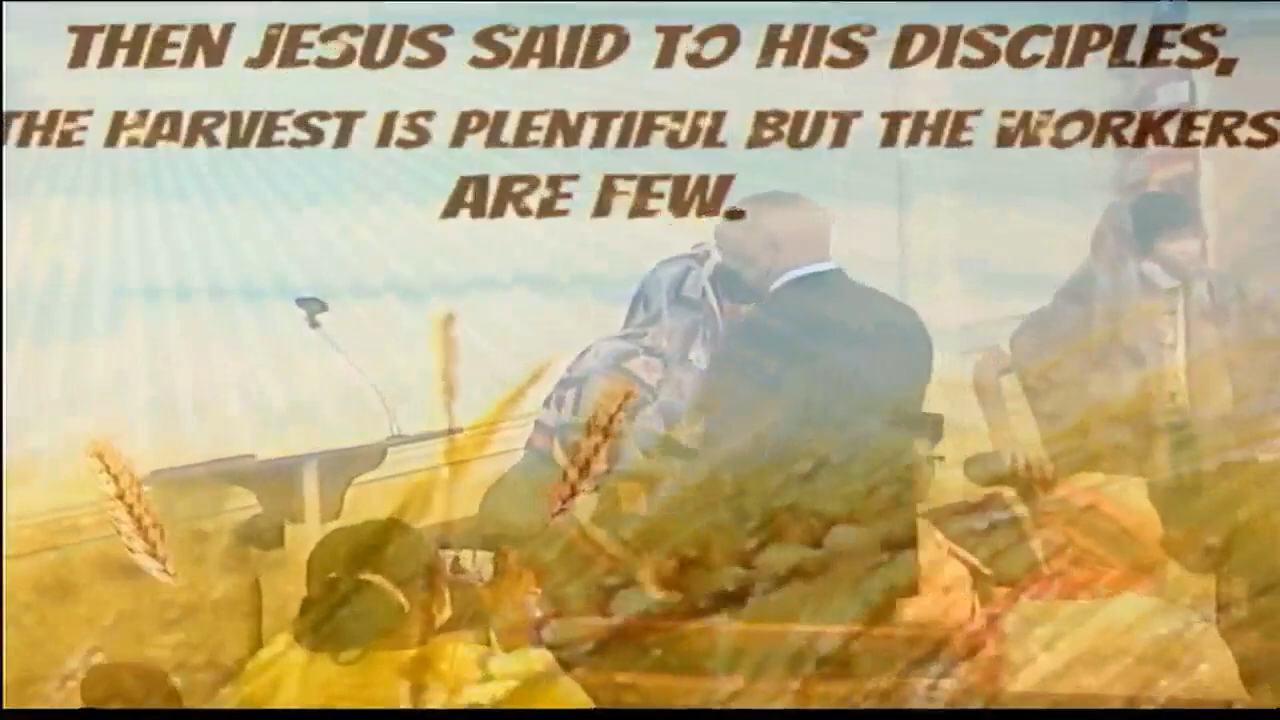 THEN JESUS SAID TO HIS DISCIPLES,
THE HARVEST IS PLENTIFUL BUT THE WORKERS
ARE FEW.